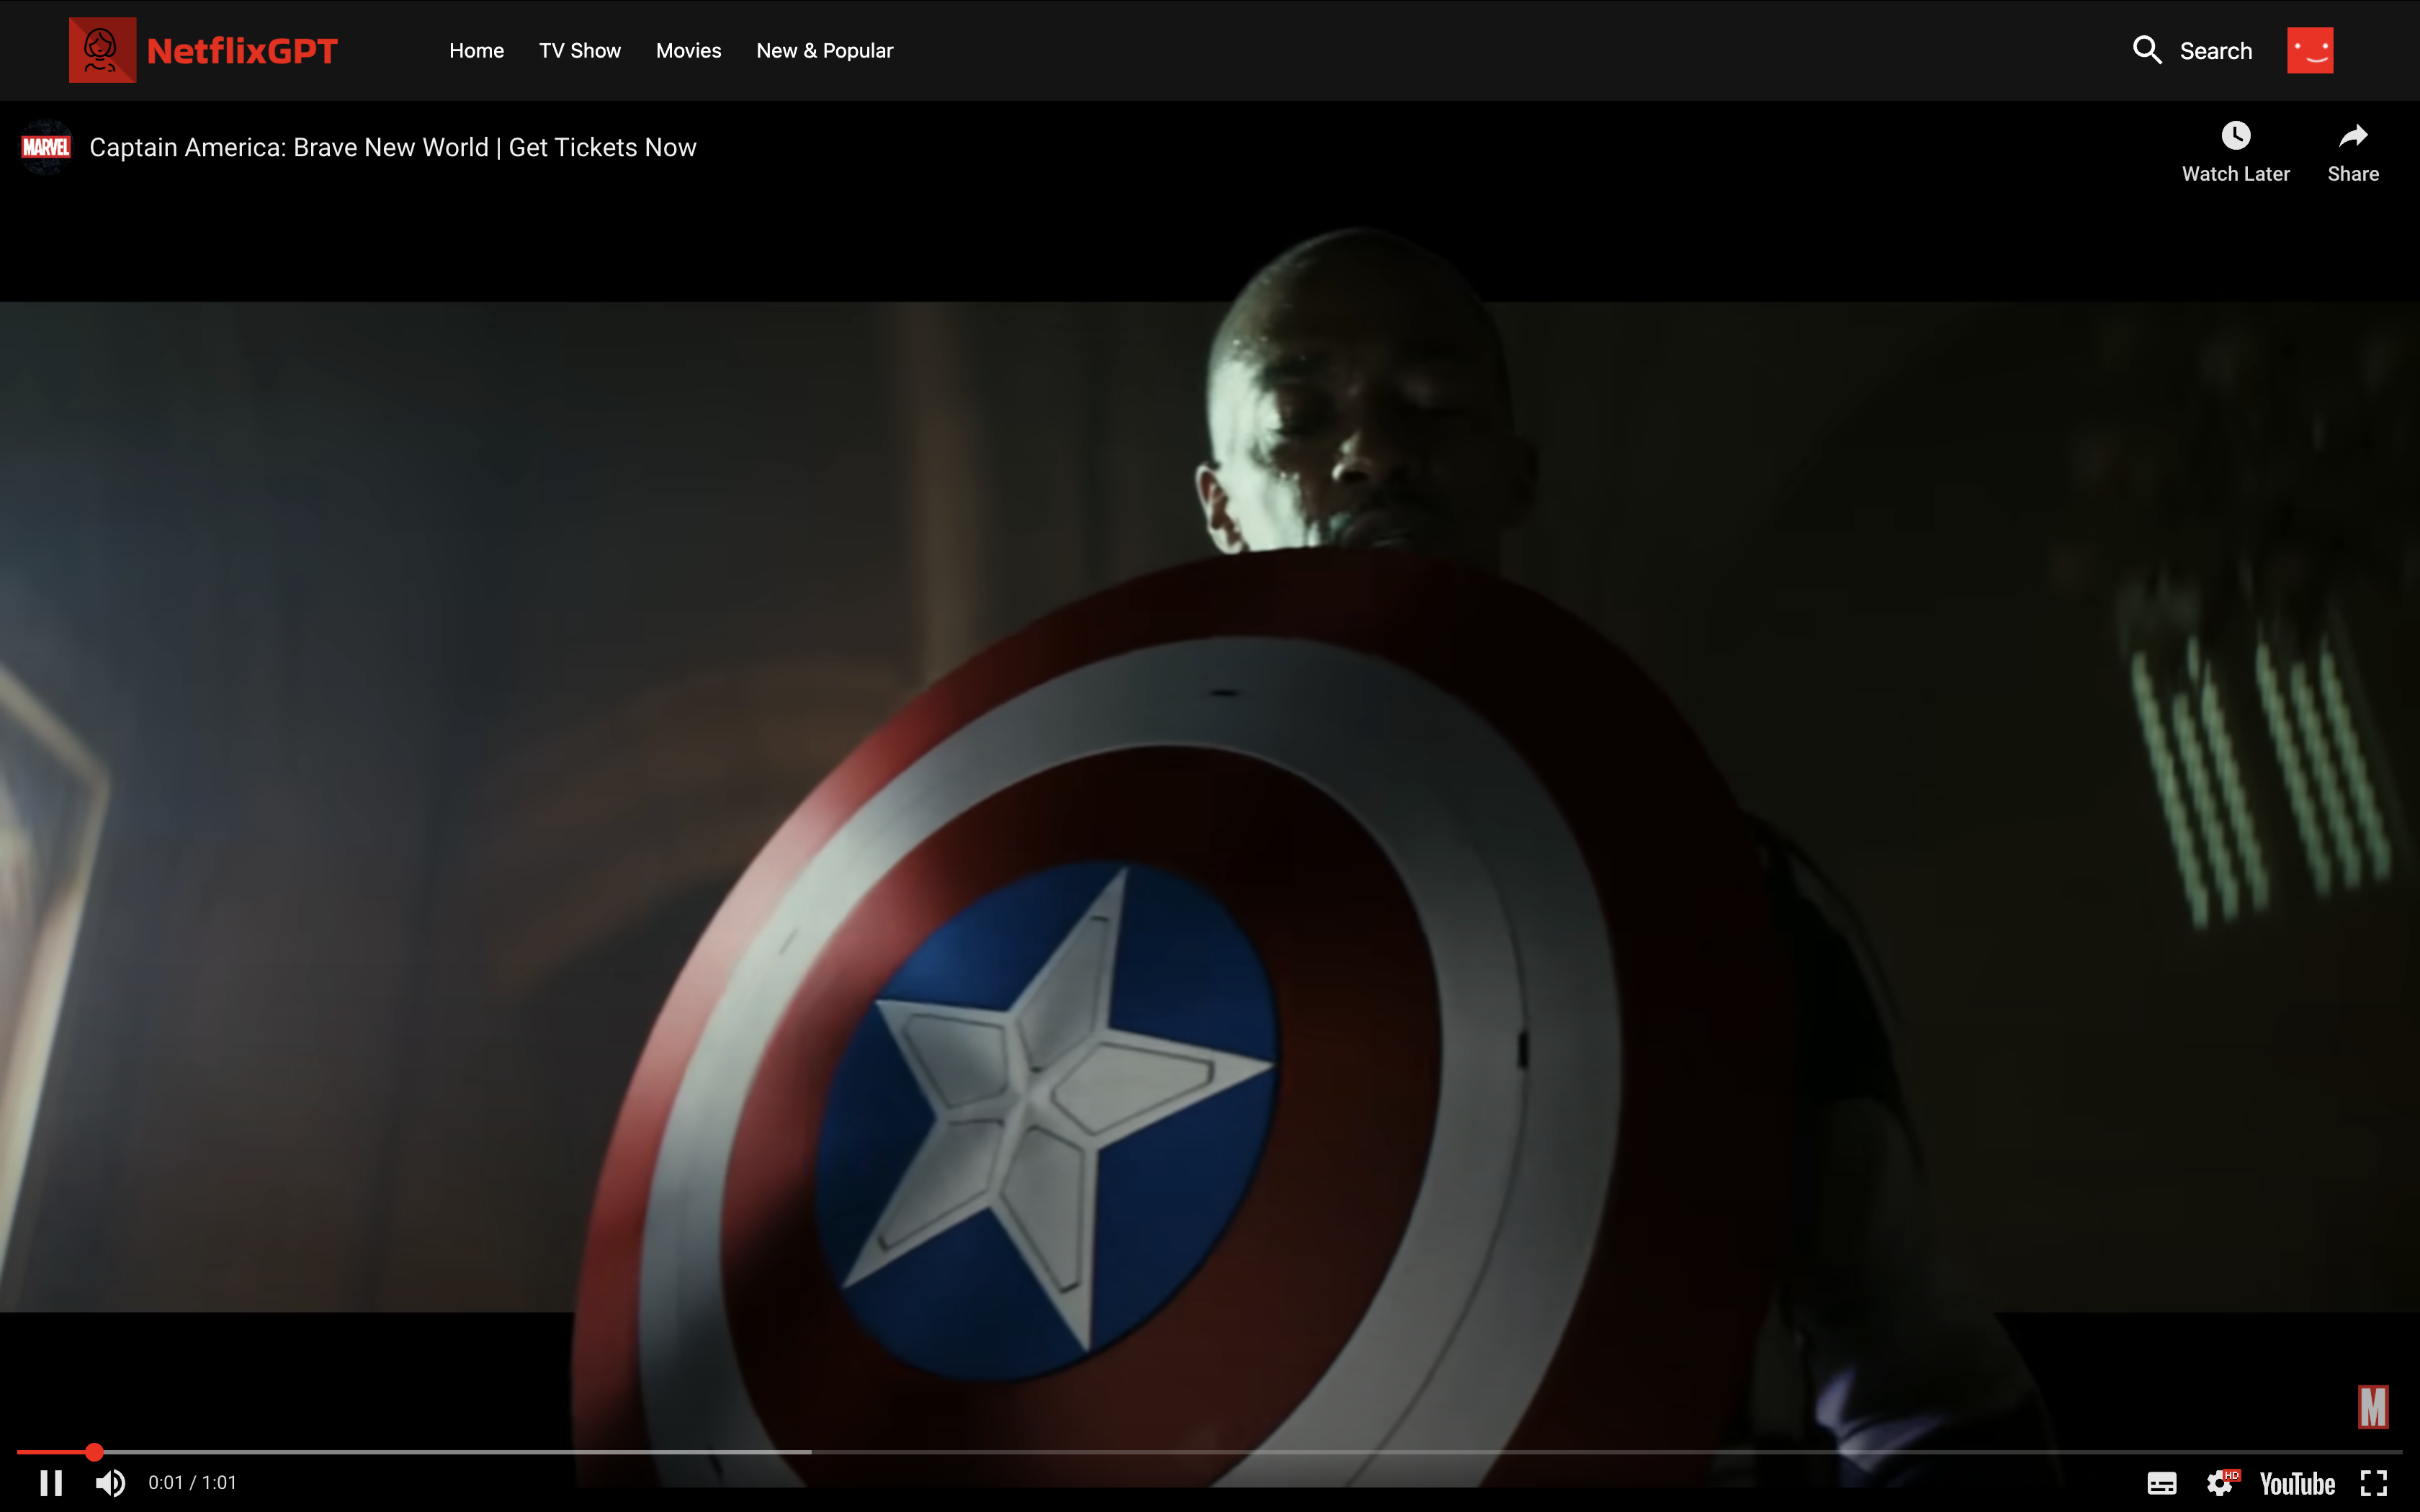 NetflixGPT
Home TV Show Movies New & Popular
Search
MARVEL
Captain America: Brave New World | Get Tickets Now
Watch Later
Share
M
0:01 / 1:01
HD
YouTube